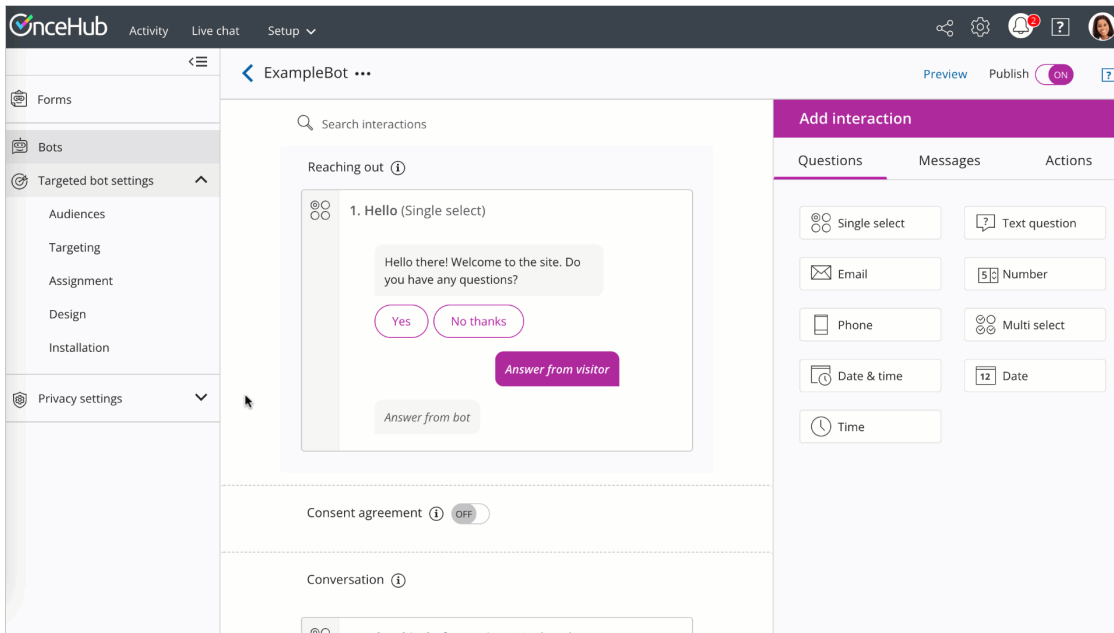 OnceHub
Activity
Live chat
Setup
2
?
Forms
Bots
Targeted bot settings
Audiences
Targeting
Assignment
Design
Installation
Privacy settings
ExampleBot
Preview
Publish
ON
?
Search interactions
Reaching out
i
1. Hello (Single select)
Hello there! Welcome to the site. Do
you have any questions?
Yes
No thanks
Answer from visitor
Answer from bot
Consent agreement
i
OFF
Conversation
i
Add interaction
Questions
Messages
Actions
Single select
?
Text question
Email
5
Number
Phone
Multi select
Date & time
12
Date
Time